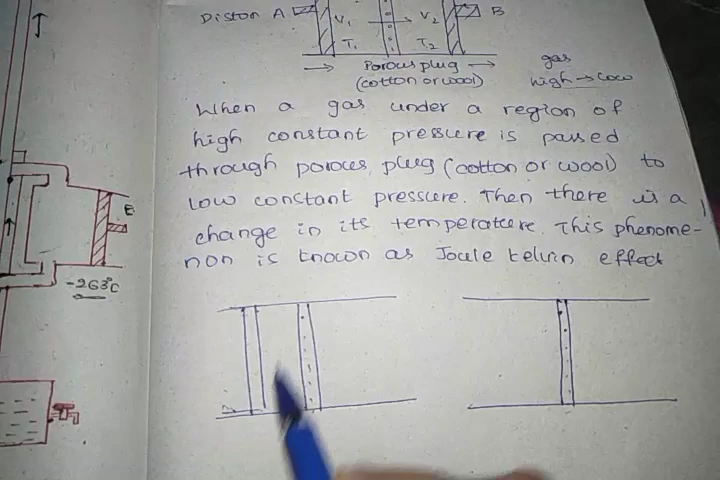 Piston A V₁ V₂ B
T₁ T₂
Porous plug
(cotton or wool)
gas
high → Low
When a gas under a region of
high constant pressure is passed
through porous plug (cotton or wool) to
low constant pressure. Then there is a
change in its temperature. This phenome-
non is known as Joule kelvin effect
E
-263°C